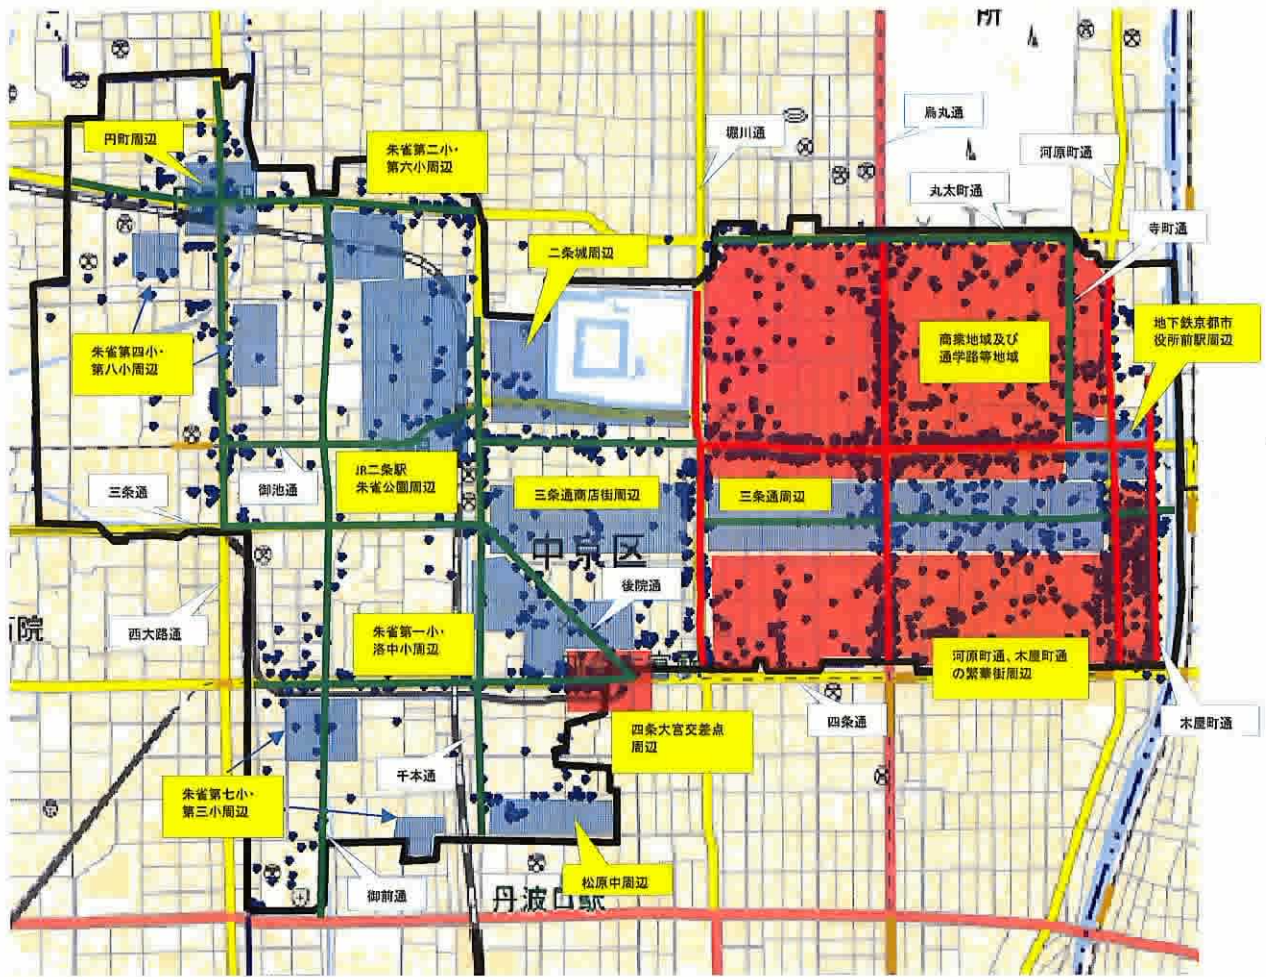 所
烏丸通
堀川通
円町周辺
朱雀第二小・
第六小周辺
河原町通
丸太町通
寺町通
二条城周辺
地下鉄京都市
役所前駅周辺
商業地域及び
通学路等地域
朱雀第四小・
第八小周辺
JR二条駅
朱雀公園周辺
三条通
御池通
三条通商店街周辺
三条通周辺
中京区
後院通
院
西大路通
朱雀第一小・
洛中小周辺
河原町通、木屋町通
の繁華街周辺
四条大宮交差点
周辺
四条通
木屋町通
千本通
朱雀第七小・
第三小周辺
御前通
松原中周辺
丹波口駅